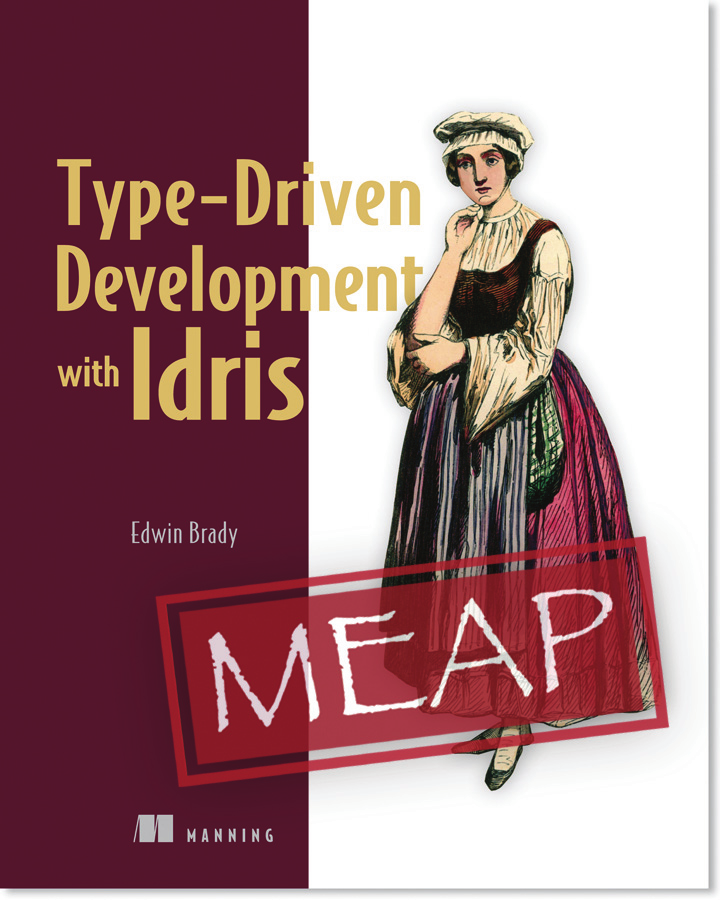 Type-Driven
Development
with Idris
Edwin Brady
MEAP
MANNING